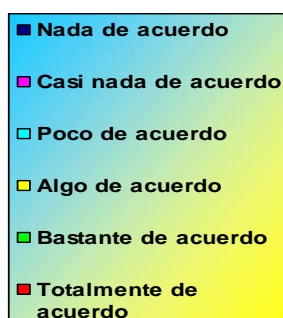 Nada de acuerdo
Casi nada de acuerdo
Poco de acuerdo
Algo de acuerdo
Bastante de acuerdo
Totalmente de
acuerdo